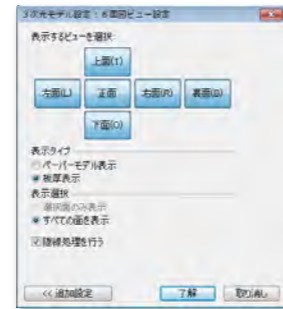 3次元モデル設定：6面図ビュー設定
表示するビューを選択:
上面(T)
左面(L) 正面 右面(R) 裏面(B)
下面(O)
表示タイプ
ペーパーモデル表示
板厚表示
表示選択
選択面のみ表示
すべての面を表示
陰線処理を行う
<< 追加設定 了解 取り消し